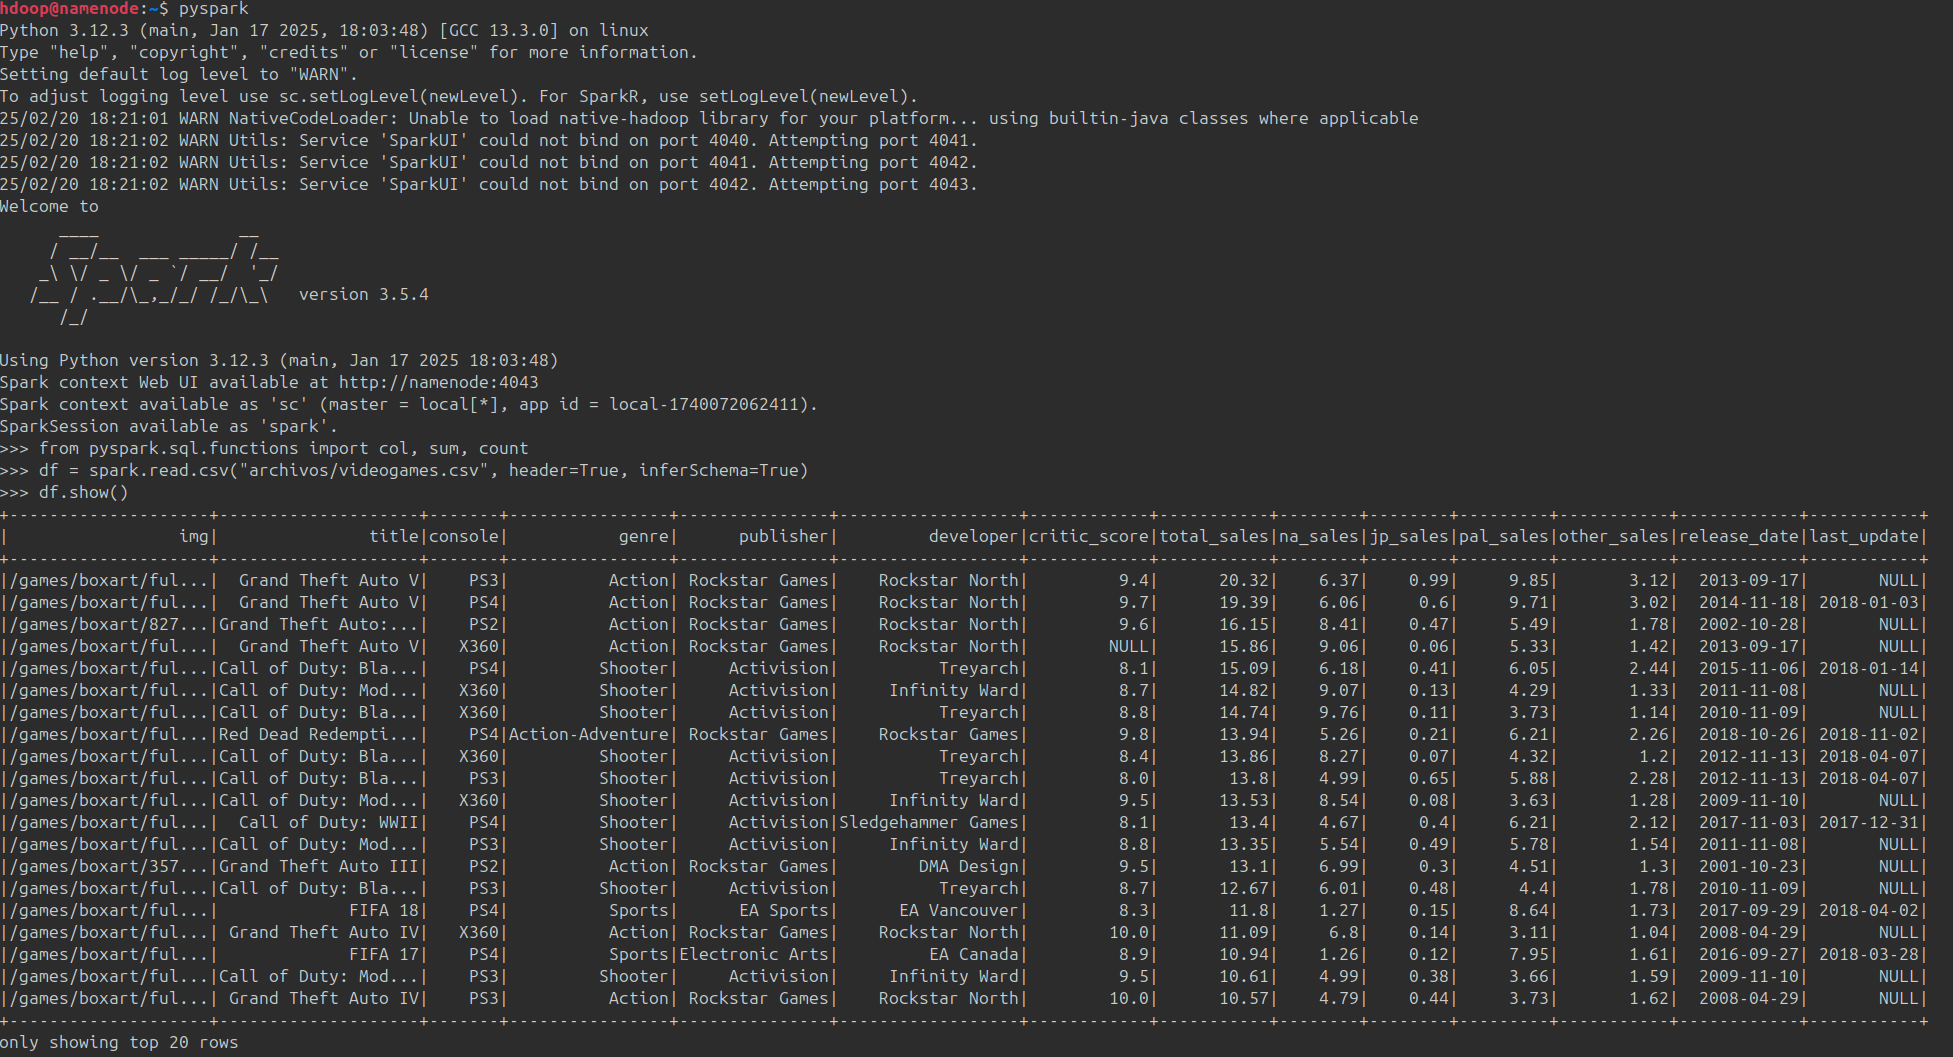 hdoop@namenode:~$ pyspark
Python 3.12.3 (main, Jan 17 2025, 18:03:48) [GCC 13.3.0] on linux
Type "help", "copyright", "credits" or "license" for more information.
Setting default log level to "WARN".
To adjust logging level use sc.setLogLevel(newLevel). For SparkR, use setLogLevel(newLevel).
25/02/20 18:21:01 WARN NativeCodeLoader: Unable to load native-hadoop library for your platform... using builtin-java classes where applicable
25/02/20 18:21:02 WARN Utils: Service 'SparkUI' could not bind on port 4040. Attempting port 4041.
25/02/20 18:21:02 WARN Utils: Service 'SparkUI' could not bind on port 4041. Attempting port 4042.
25/02/20 18:21:02 WARN Utils: Service 'SparkUI' could not bind on port 4042. Attempting port 4043.
Welcome to
      ____              __
     / __/__  ___ _____/ /__
    _\ \/ _ \/ _ `/ __/  '_/
   /__ / .__/\_,_/_/ /_/\_\   version 3.5.4
      /_/
Using Python version 3.12.3 (main, Jan 17 2025 18:03:48)
Spark context Web UI available at http://namenode:4043
Spark context available as 'sc' (master = local[*], app id = local-1740072062411).
SparkSession available as 'spark'.
>>> from pyspark.sql.functions import col, sum, count
>>> df = spark.read.csv("archivos/videogames.csv", header=True, inferSchema=True)
>>> df.show()
+--------------------+--------------------+-------+----------------+---------------+------------------+------------+-----------+--------+--------+---------+-----------+------------+-----------+
|                 img|               title|console|           genre|      publisher|         developer|critic_score|total_sales|na_sales|jp_sales|pal_sales|other_sales|release_date|last_update|
+--------------------+--------------------+-------+----------------+---------------+------------------+------------+-----------+--------+--------+---------+-----------+------------+-----------+
|/games/boxart/ful...|  Grand Theft Auto V|    PS3|          Action| Rockstar Games|    Rockstar North|         9.4|      20.32|    6.37|    0.99|     9.85|       3.12|  2013-09-17|       NULL|
|/games/boxart/ful...|  Grand Theft Auto V|    PS4|          Action| Rockstar Games|    Rockstar North|         9.7|      19.39|    6.06|     0.6|     9.71|       3.02|  2014-11-18| 2018-01-03|
|/games/boxart/827...|Grand Theft Auto:...|    PS2|          Action| Rockstar Games|    Rockstar North|         9.6|      16.15|    8.41|    0.47|     5.49|       1.78|  2002-10-28|       NULL|
|/games/boxart/ful...|  Grand Theft Auto V|   X360|          Action| Rockstar Games|    Rockstar North|        NULL|      15.86|    9.06|    0.06|     5.33|       1.42|  2013-09-17|       NULL|
|/games/boxart/ful...|Call of Duty: Bla...|    PS4|         Shooter|     Activision|          Treyarch|         8.1|      15.09|    6.18|    0.41|     6.05|       2.44|  2015-11-06| 2018-01-14|
|/games/boxart/ful...|Call of Duty: Mod...|   X360|         Shooter|     Activision|     Infinity Ward|         8.7|      14.82|    9.07|    0.13|     4.29|       1.33|  2011-11-08|       NULL|
|/games/boxart/ful...|Call of Duty: Bla...|   X360|         Shooter|     Activision|          Treyarch|         8.8|      14.74|    9.76|    0.11|     3.73|       1.14|  2010-11-09|       NULL|
|/games/boxart/ful...|Red Dead Redempti...|    PS4|Action-Adventure| Rockstar Games|    Rockstar Games|         9.8|      13.94|    5.26|    0.21|     6.21|       2.26|  2018-10-26| 2018-11-02|
|/games/boxart/ful...|Call of Duty: Bla...|   X360|         Shooter|     Activision|          Treyarch|         8.4|      13.86|    8.27|    0.07|     4.32|        1.2|  2012-11-13| 2018-04-07|
|/games/boxart/ful...|Call of Duty: Bla...|    PS3|         Shooter|     Activision|          Treyarch|         8.0|       13.8|    4.99|    0.65|     5.88|       2.28|  2012-11-13| 2018-04-07|
|/games/boxart/ful...|Call of Duty: Mod...|   X360|         Shooter|     Activision|     Infinity Ward|         9.5|      13.53|    8.54|    0.08|     3.63|       1.28|  2009-11-10|       NULL|
|/games/boxart/ful...|  Call of Duty: WWII|    PS4|         Shooter|     Activision|Sledgehammer Games|         8.1|       13.4|    4.67|     0.4|     6.21|       2.12|  2017-11-03| 2017-12-31|
|/games/boxart/ful...|Call of Duty: Mod...|    PS3|         Shooter|     Activision|     Infinity Ward|         8.8|      13.35|    5.54|    0.49|     5.78|       1.54|  2011-11-08|       NULL|
|/games/boxart/357...|Grand Theft Auto III|    PS2|          Action| Rockstar Games|        DMA Design|         9.5|       13.1|    6.99|     0.3|     4.51|        1.3|  2001-10-23|       NULL|
|/games/boxart/ful...|Call of Duty: Bla...|    PS3|         Shooter|     Activision|          Treyarch|         8.7|      12.67|    6.01|    0.48|      4.4|       1.78|  2010-11-09|       NULL|
|/games/boxart/ful...|             FIFA 18|    PS4|          Sports|      EA Sports|      EA Vancouver|         8.3|       11.8|    1.27|    0.15|     8.64|       1.73|  2017-09-29| 2018-04-02|
|/games/boxart/ful...| Grand Theft Auto IV|   X360|          Action| Rockstar Games|    Rockstar North|        10.0|      11.09|     6.8|    0.14|     3.11|       1.04|  2008-04-29|       NULL|
|/games/boxart/ful...|             FIFA 17|    PS4|          Sports|Electronic Arts|         EA Canada|         8.9|      10.94|    1.26|    0.12|     7.95|       1.61|  2016-09-27| 2018-03-28|
|/games/boxart/ful...|Call of Duty: Mod...|    PS3|         Shooter|     Activision|     Infinity Ward|         9.5|      10.61|    4.99|    0.38|     3.66|       1.59|  2009-11-10|       NULL|
|/games/boxart/ful...| Grand Theft Auto IV|    PS3|          Action| Rockstar Games|    Rockstar North|        10.0|      10.57|    4.79|    0.44|     3.73|       1.62|  2008-04-29|       NULL|
+--------------------+--------------------+-------+----------------+---------------+------------------+------------+-----------+--------+--------+---------+-----------+------------+-----------+
only showing top 20 rows